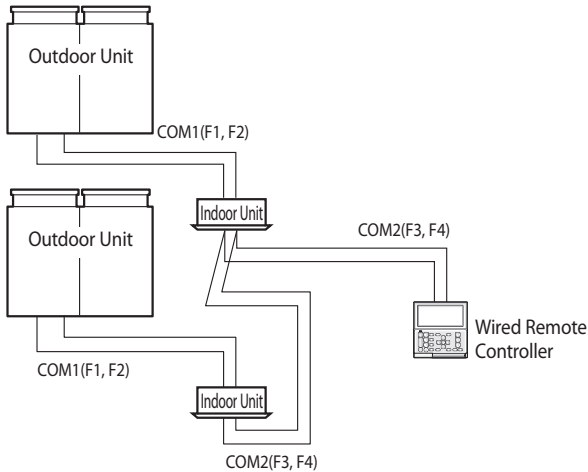 Outdoor Unit
COM1(F1, F2)
Indoor Unit
COM2(F3, F4)
Outdoor Unit
Wired Remote
Controller
COM1(F1, F2)
Indoor Unit
COM2(F3, F4)